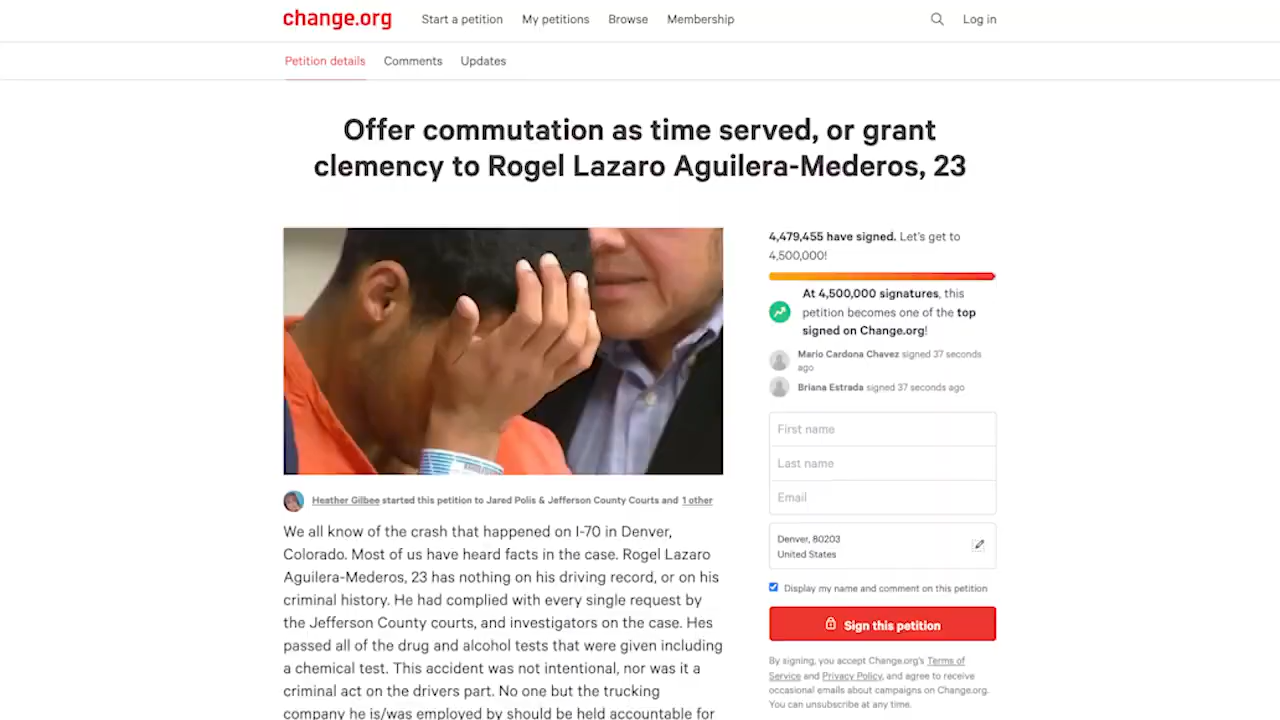 change.org
Start a petition
My petitions
Browse
Membership
Log in
Petition details
Comments
Updates
Offer commutation as time served, or grant
clemency to Rogel Lazaro Aguilera-Mederos, 23
Heather Gilbee started this petition to Jared Polis & Jefferson County Courts and 1 other
We all know of the crash that happened on I-70 in Denver,
Colorado. Most of us have heard facts in the case. Rogel Lazaro
Aguilera-Mederos, 23 has nothing on his driving record, or on his
criminal history. He had complied with every single request by
the Jefferson County courts, and investigators on the case. Hes
passed all of the drug and alcohol tests that were given including
a chemical test. This accident was not intentional, nor was it a
criminal act on the drivers part. No one but the trucking
company he is/was employed by should be held accountable for
4,479,455 have signed. Let's get to
4,500,000!
At 4,500,000 signatures, this
petition becomes one of the top
signed on Change.org!
Mario Cardona Chavez signed 37 seconds
ago
Briana Estrada signed 37 seconds ago
First name
Last name
Email
Denver, 80203
United States
Display my name and comment on this petition
Sign this petition
By signing, you accept Change.org's Terms of
Service and Privacy Policy, and agree to receive
occasional emails about campaigns on Change.org.
You can unsubscribe at any time.